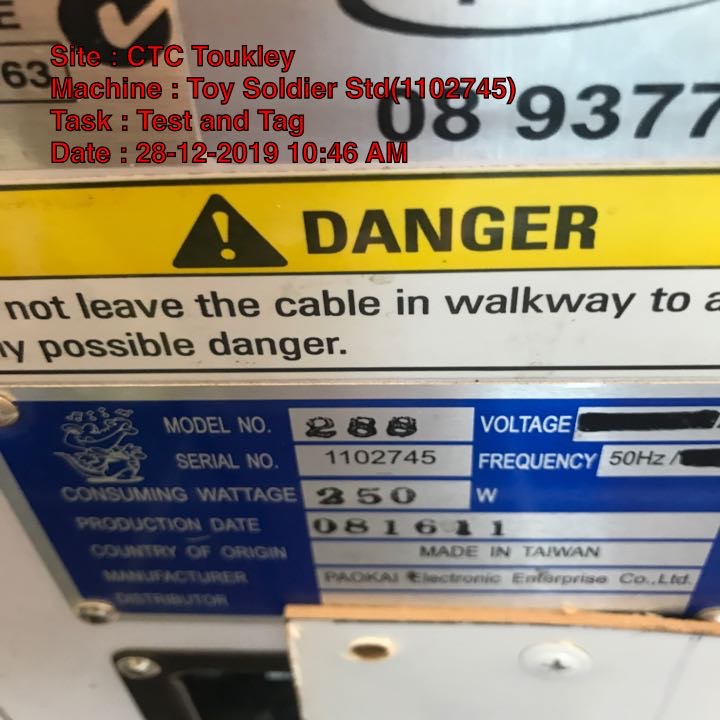 63
Site : CTC Toukley
Machine : Toy Soldier Std(1102745)
08 9377
Task : Test and Tag
Date : 28-12-2019 10:46 AM
DANGER
not leave the cable in walkway to
possible danger.
MODEL NO. 288 VOLTAGE
SERIAL NO. 1102745 FREQUENCY 50Hz /
CONSUMING WATTAGE 350 W
PRODUCTION DATE 081611
COUNTRY OF ORIGIN MADE IN TAIWAN
MANUFACTURER PAOKAI Electronic Enterprise Co.,Ltd.
DISTRIBUTOR